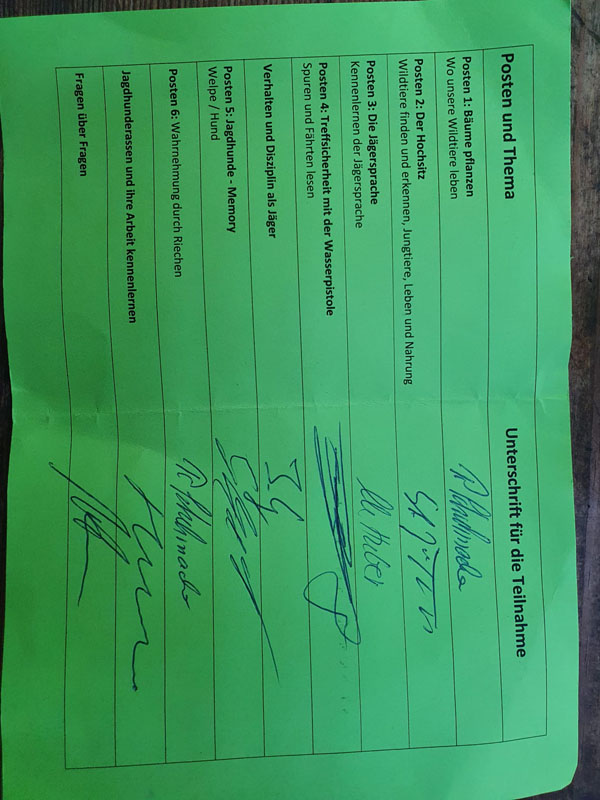 Posten und Thema
Unterschrift für die Teilnahme
Posten 1: Bäume pflanzen
Wo unsere Wildtiere leben
Posten 2: Der Hochsitz
Wildtiere finden und erkennen, Jungtiere, Leben und Nahrung
Posten 3: Die Jägersprache
Kennenlernen der Jägersprache
Posten 4: Treffsicherheit mit der Wasserpistole
Spuren und Fährten lesen
Verhalten und Disziplin als Jäger
Posten 5: Jagdhunde - Memory
Welpe / Hund
Posten 6: Wahrnehmung durch Riechen
Jagdhunderassen und ihre Arbeit kennenlernen
Fragen über Fragen